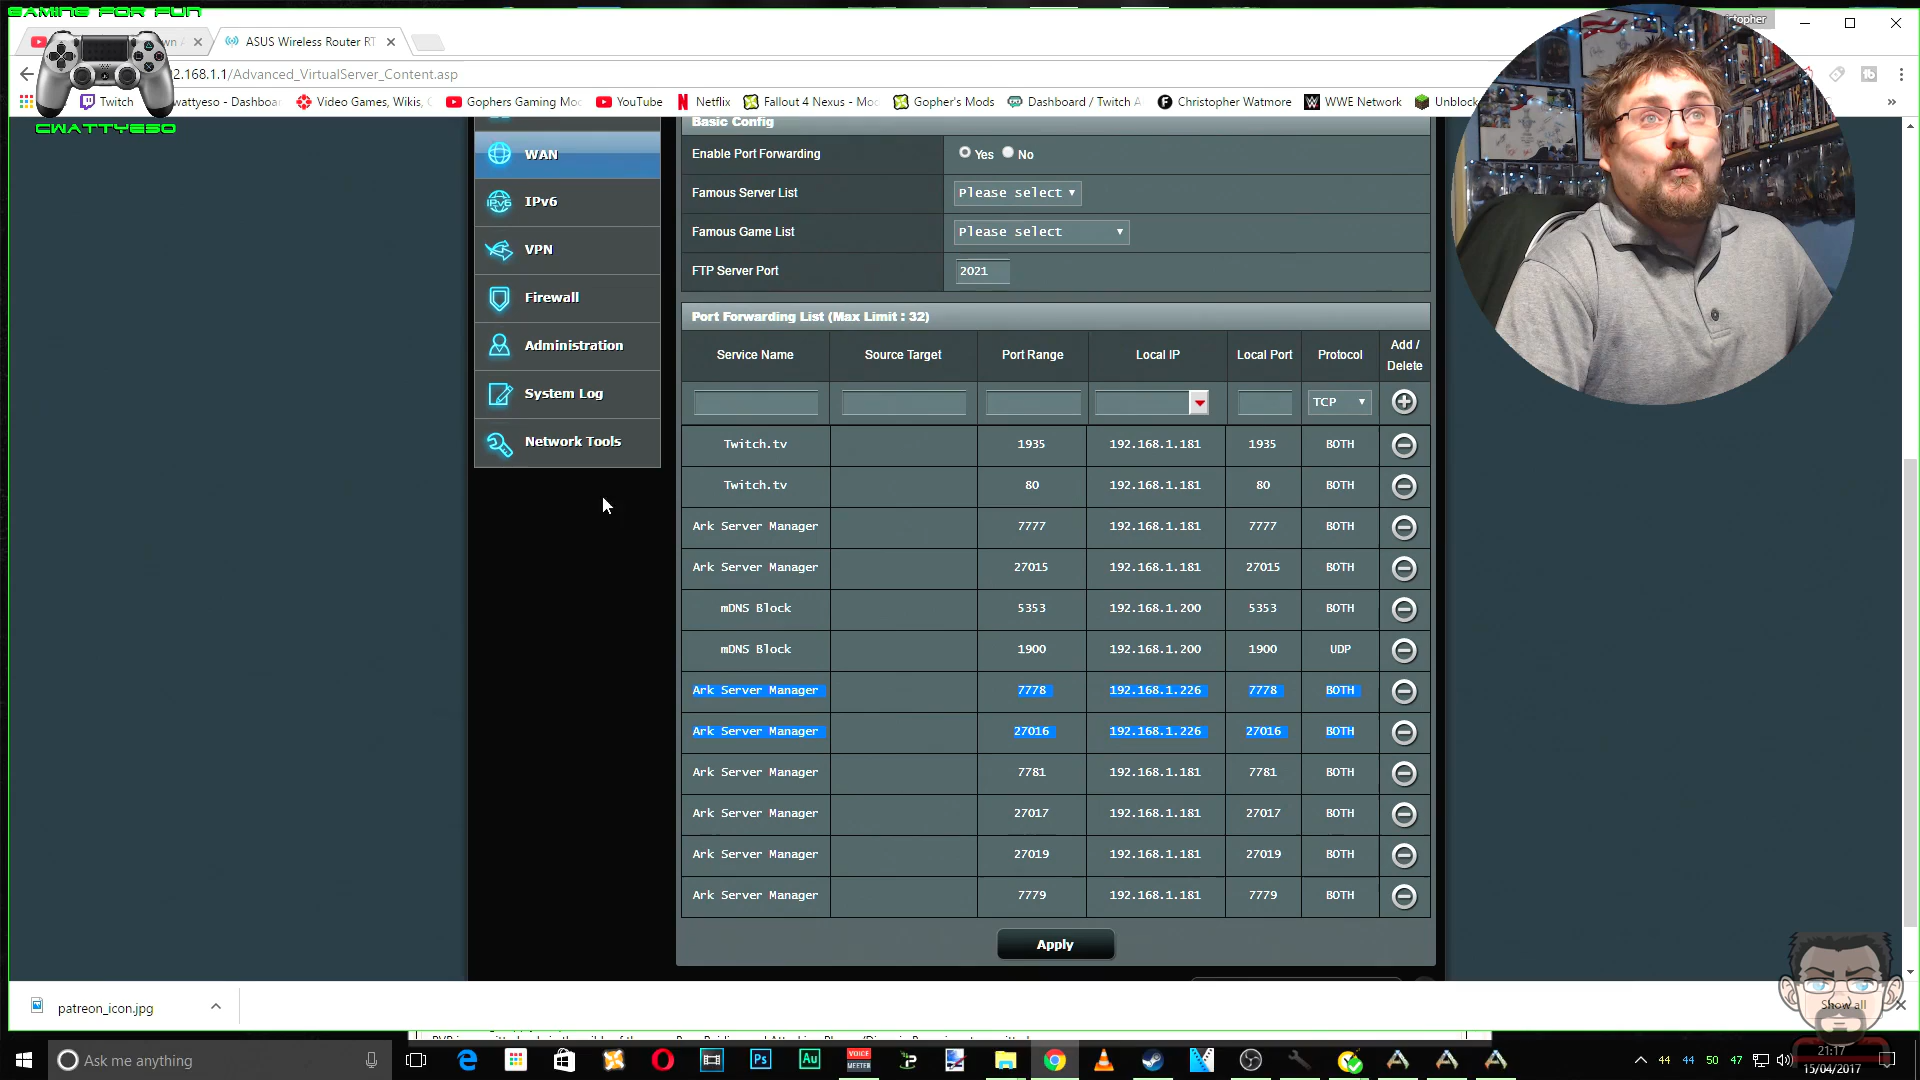 GAMING FOR FUN
CWATTYESO
ASUS Wireless Router RT
2.168.1.1/Advanced_VirtualServer_Content.asp
Twitch
wattyeso - Dashboar
Video Games, Wikis,
Gophers Gaming Mod
YouTube
Netflix
Fallout 4 Nexus - Mod
Gopher's Mods
Dashboard / Twitch A
Christopher Watmore
WWE Network
Unblock
»
Basic Config
Enable Port Forwarding Yes No
Famous Server List Please select
Famous Game List Please select
FTP Server Port 2021
WAN
IPv6
VPN
Firewall
Administration
System Log
Network Tools
Port Forwarding List (Max Limit : 32)
Service Name Source Target Port Range Local IP Local Port Protocol Add / Delete
TCP
Twitch.tv 1935 192.168.1.181 1935 BOTH
Twitch.tv 80 192.168.1.181 80 BOTH
Ark Server Manager 7777 192.168.1.181 7777 BOTH
Ark Server Manager 27015 192.168.1.181 27015 BOTH
mDNS Block 5353 192.168.1.200 5353 BOTH
mDNS Block 1900 192.168.1.200 1900 UDP
Ark Server Manager 7778 192.168.1.226 7778 BOTH
Ark Server Manager 27016 192.168.1.226 27016 BOTH
Ark Server Manager 7781 192.168.1.181 7781 BOTH
Ark Server Manager 27017 192.168.1.181 27017 BOTH
Ark Server Manager 27019 192.168.1.181 27019 BOTH
Ark Server Manager 7779 192.168.1.181 7779 BOTH
Apply
patreon_icon.jpg
Show all
Ask me anything
44 44 50 47
21:17
15/04/2017